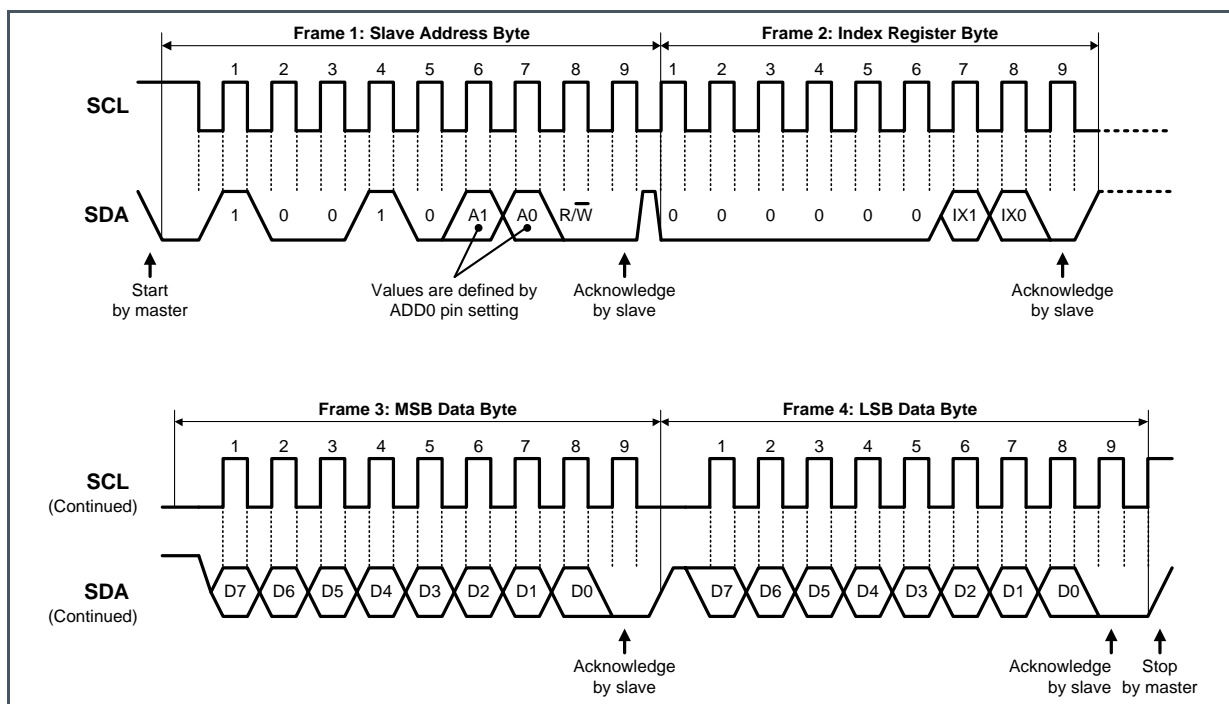 Frame 1: Slave Address Byte
Frame 2: Index Register Byte
1 2 3 4 5 6 7 8 9 1 2 3 4 5 6 7 8 9
SCL
SDA
1 0 0 1 0 A1 A0 R/W̅ 0 0 0 0 0 0 IX1 IX0
Start
by master
Values are defined by
ADD0 pin setting
Acknowledge
by slave
Acknowledge
by slave
Frame 3: MSB Data Byte
Frame 4: LSB Data Byte
1 2 3 4 5 6 7 8 9 1 2 3 4 5 6 7 8 9
SCL
(Continued)
SDA
(Continued)
D7 D6 D5 D4 D3 D2 D1 D0 D7 D6 D5 D4 D3 D2 D1 D0
Acknowledge
by slave
Acknowledge
by slave
Stop
by master